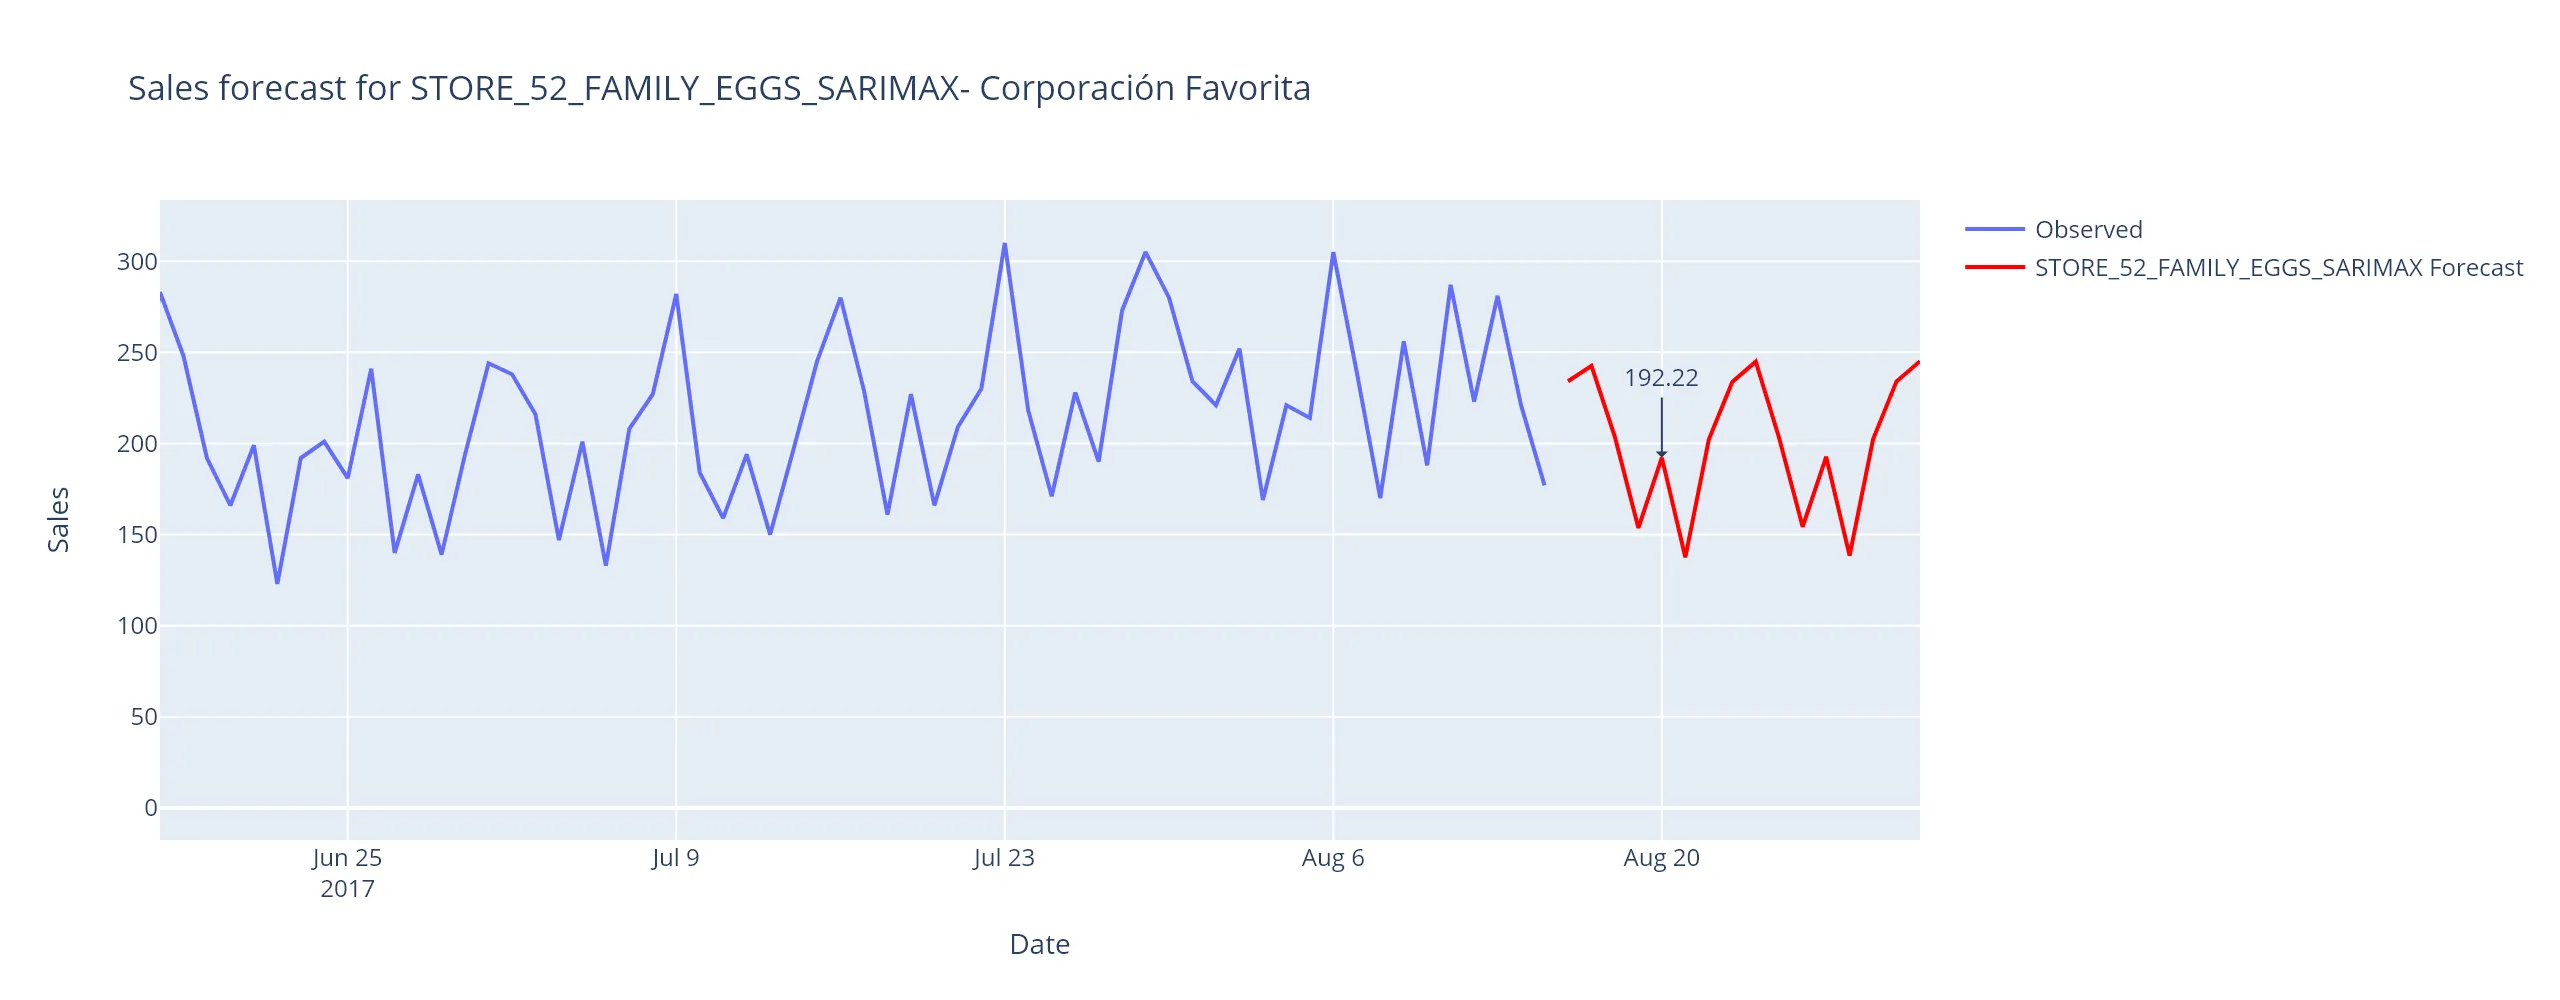 Sales forecast for STORE_52_FAMILY_EGGS_SARIMAX- Corporación Favorita
Observed
STORE_52_FAMILY_EGGS_SARIMAX Forecast
300
250
200
150
100
50
0
192.22
Sales
Jun 25
2017
Jul 9
Jul 23
Aug 6
Aug 20
Date